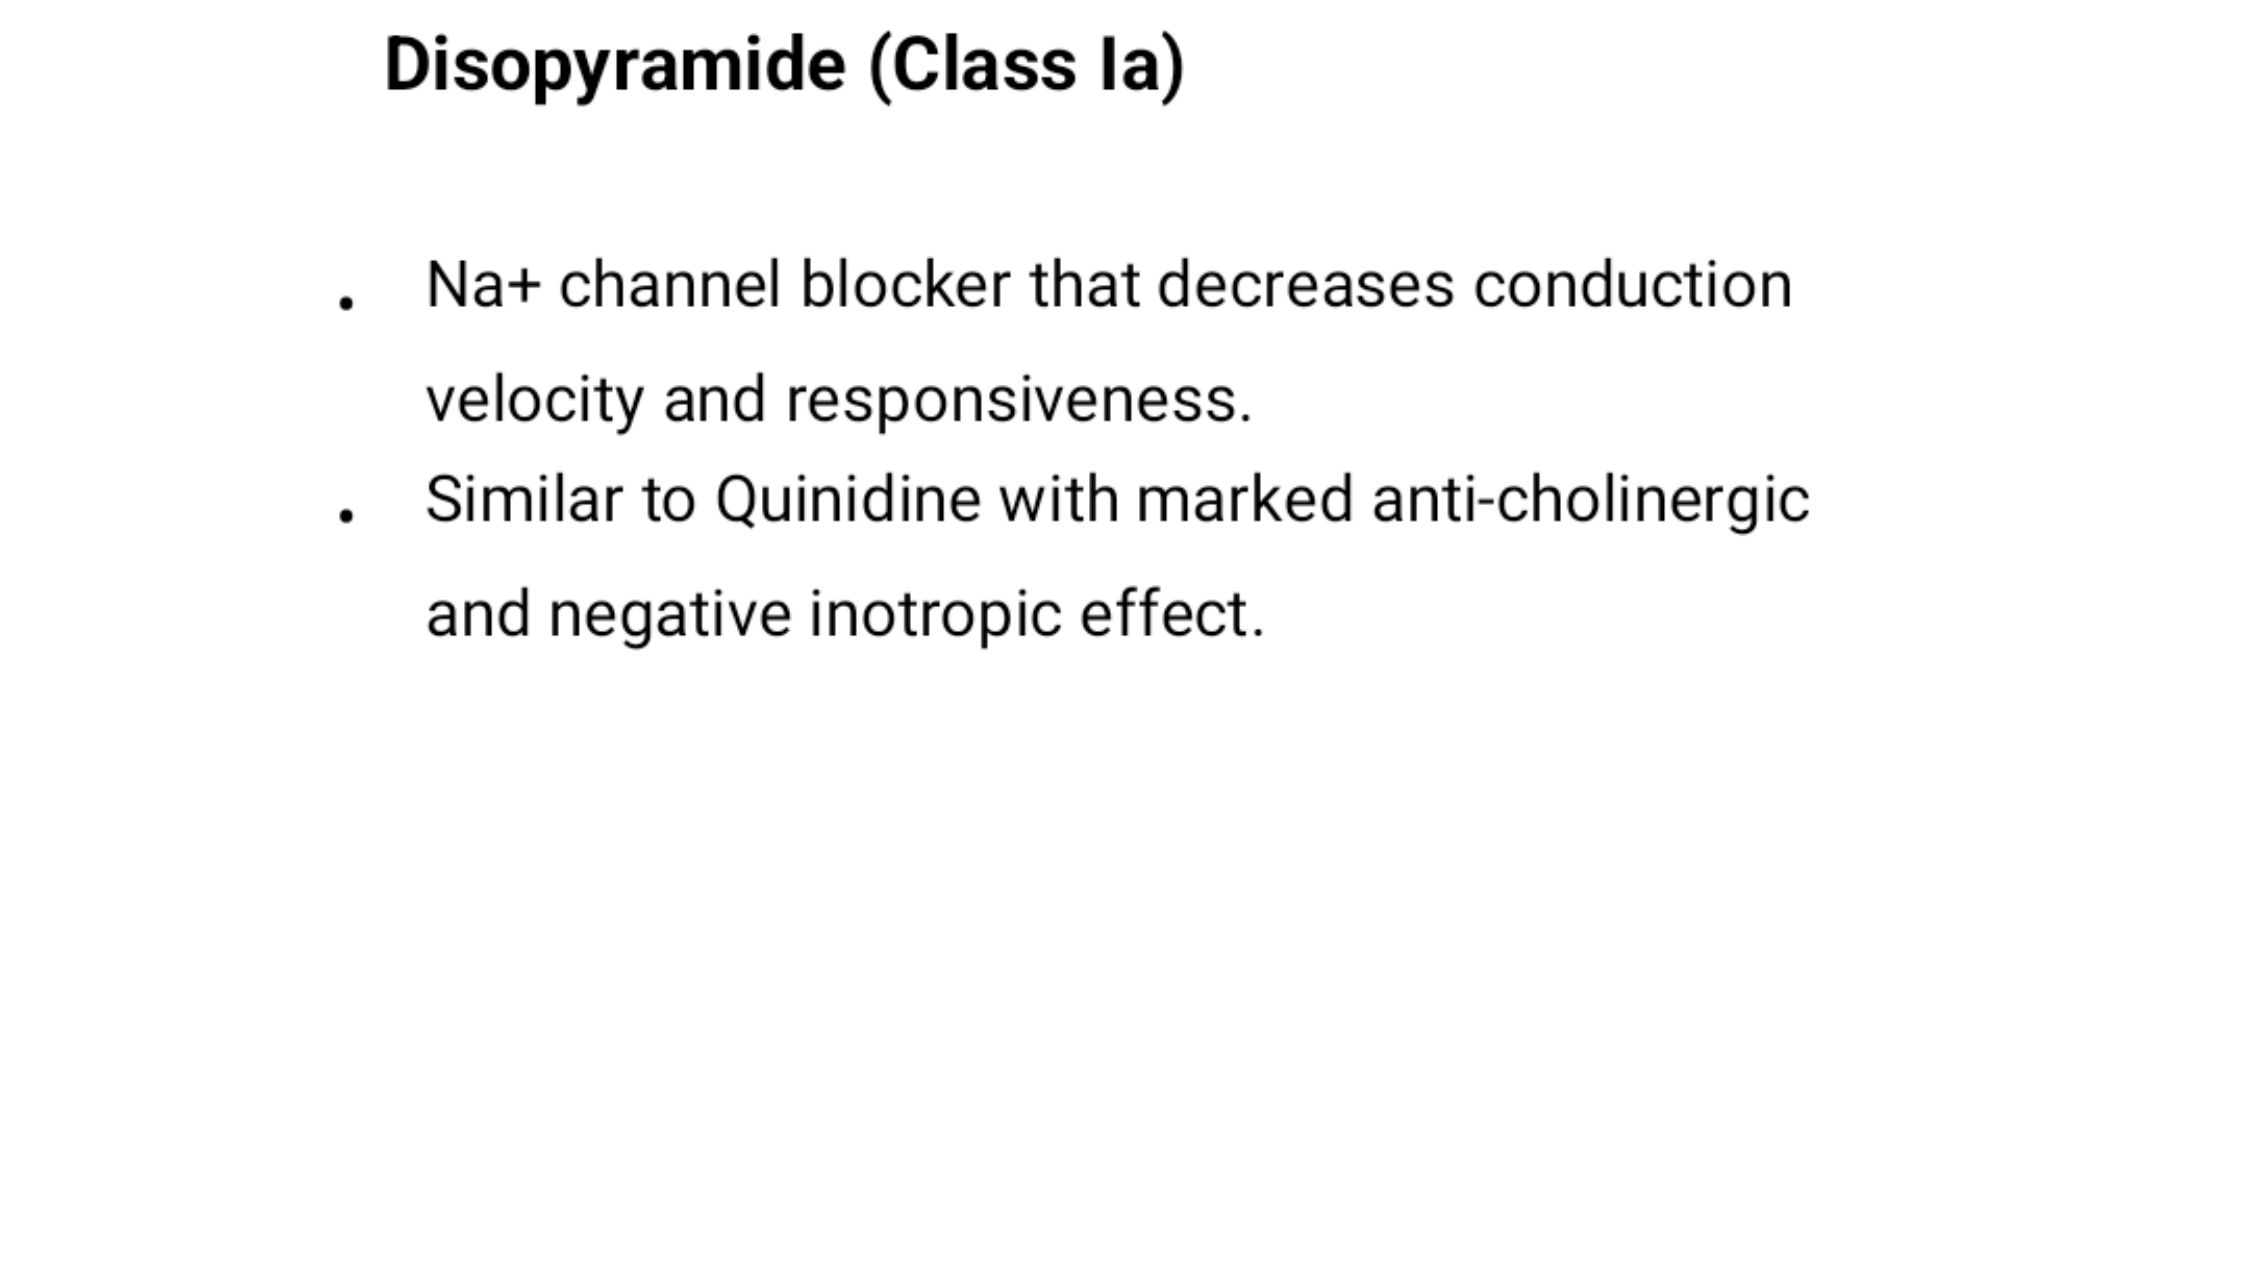 Disopyramide (Class Ia)
. Na+ channel blocker that decreases conduction
velocity and responsiveness.
. Similar to Quinidine with marked anti-cholinergic
and negative inotropic effect.